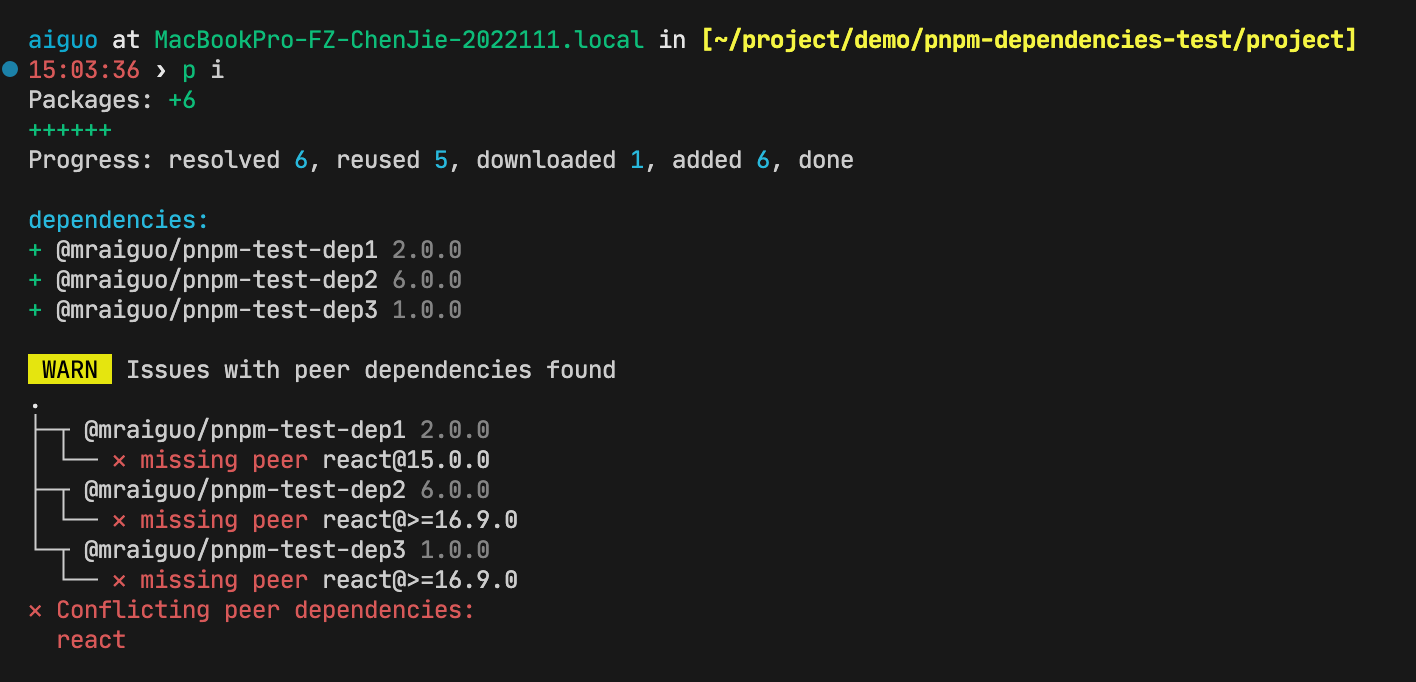 aiguo at MacBookPro-FZ-ChenJie-2022111.local in [~/project/demo/pnpm-dependencies-test/project]
15:03:36 › p i
Packages: +6
++++++
Progress: resolved 6, reused 5, downloaded 1, added 6, done
dependencies:
+ @mraiguo/pnpm-test-dep1 2.0.0
+ @mraiguo/pnpm-test-dep2 6.0.0
+ @mraiguo/pnpm-test-dep3 1.0.0
WARN Issues with peer dependencies found
.
├─┬ @mraiguo/pnpm-test-dep1 2.0.0
│ └── ✕ missing peer react@15.0.0
├─┬ @mraiguo/pnpm-test-dep2 6.0.0
│ └── ✕ missing peer react@>=16.9.0
└─┬ @mraiguo/pnpm-test-dep3 1.0.0
  └── ✕ missing peer react@>=16.9.0
✕ Conflicting peer dependencies:
  react